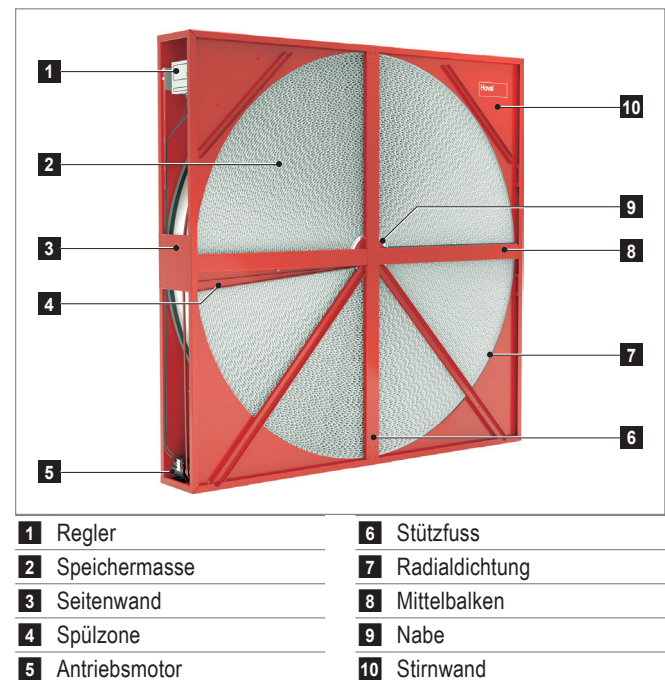 1
Hoval
10
2
9
3
8
4
7
6
5
1 Regler
2 Speichermasse
3 Seitenwand
4 Spülzone
5 Antriebsmotor
6 Stützfuss
7 Radialdichtung
8 Mittelbalken
9 Nabe
10 Stirnwand